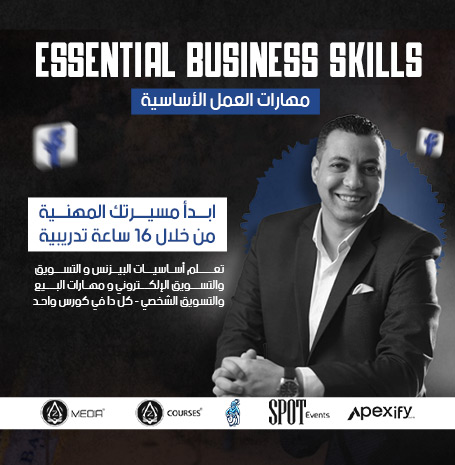 ESSENTIAL BUSINESS SKILLS
مهارات العمل الأساسية
ابدأ مسيرتك المهنية
من خلال 16 ساعة تدريبية
تعلم أساسيات البيزنس و التسويق
والتسويق الإلكتروني و مهارات البيع
والتسويق الشخصي - كل دا في كورس واحد
MEDIA COURSES SPOT Events Apexify